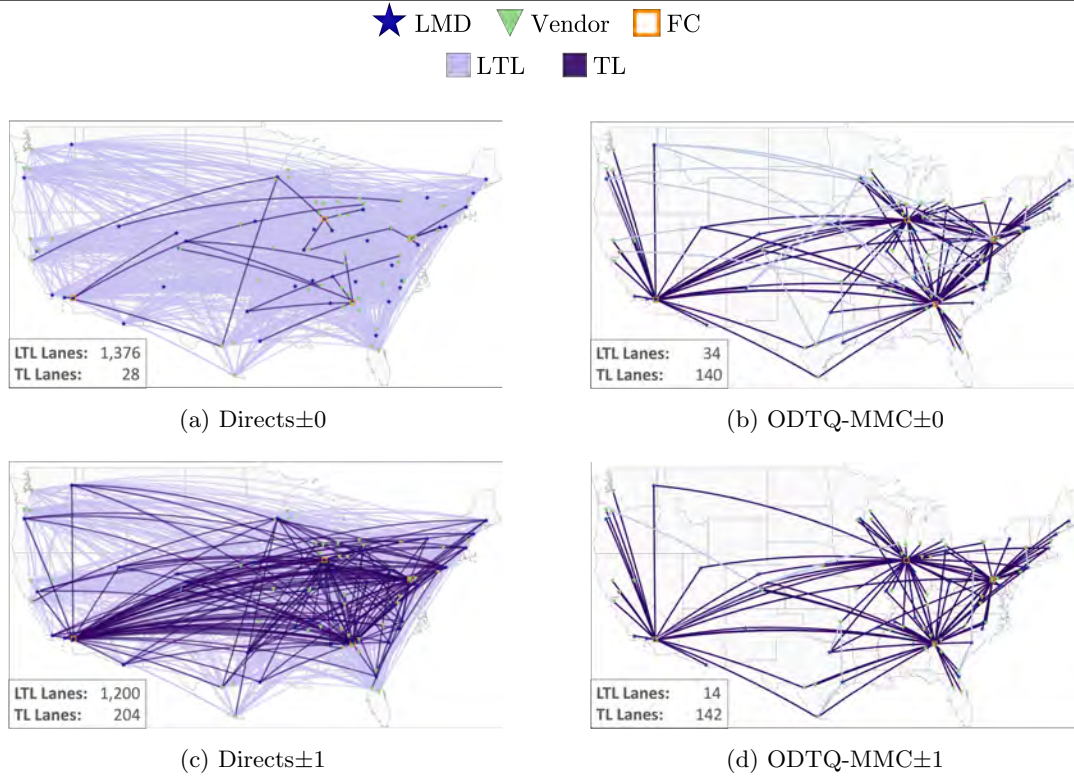 LMD Vendor FC
LTL TL
LTL Lanes: 1,376
TL Lanes: 28
(a) Directs±0
LTL Lanes: 34
TL Lanes: 140
(b) ODTQ-MMC±0
LTL Lanes: 1,200
TL Lanes: 204
(c) Directs±1
LTL Lanes: 14
TL Lanes: 142
(d) ODTQ-MMC±1